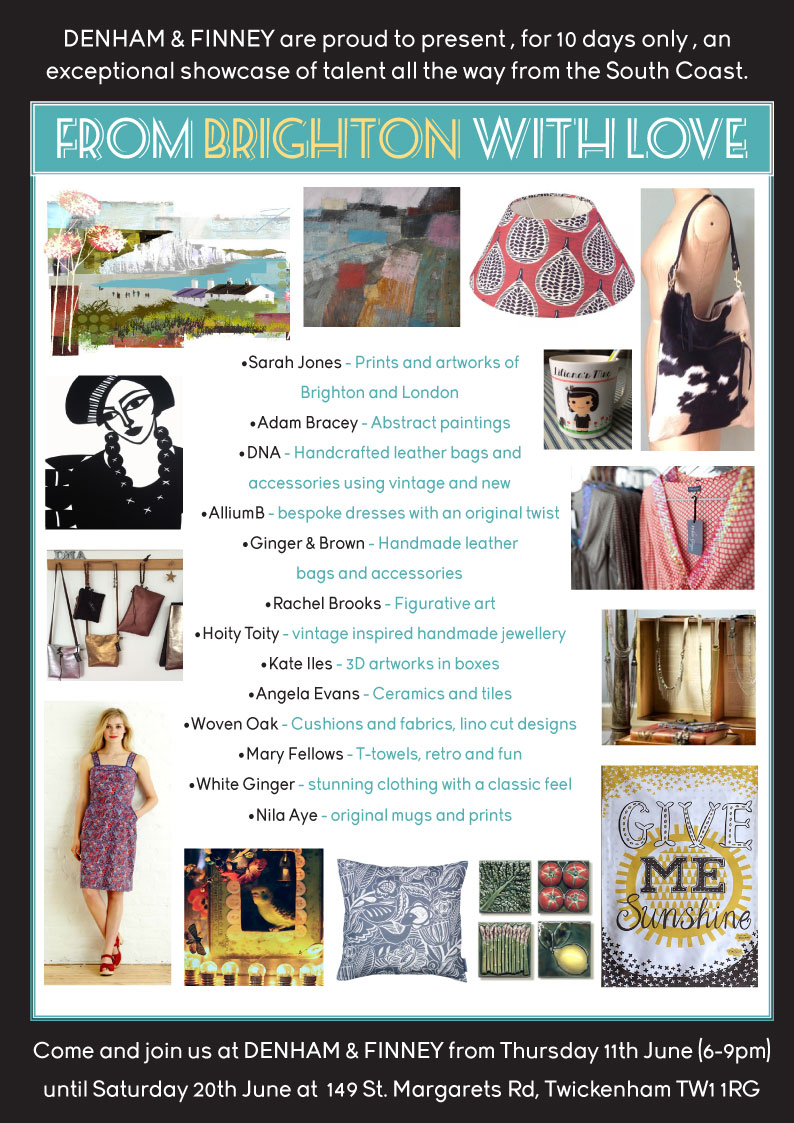 DENHAM & FINNEY are proud to present , for 10 days only , an
exceptional showcase of talent all the way from the South Coast.
FROM BRIGHTON WITH LOVE
•Sarah Jones - Prints and artworks of
Brighton and London
•Adam Bracey - Abstract paintings
•DNA - Handcrafted leather bags and
accessories using vintage and new
•AlliumB - bespoke dresses with an original twist
•Ginger & Brown - Handmade leather
bags and accessories
•Rachel Brooks - Figurative art
•Hoity Toity - vintage inspired handmade jewellery
•Kate Iles - 3D artworks in boxes
•Angela Evans - Ceramics and tiles
•Woven Oak - Cushions and fabrics, lino cut designs
•Mary Fellows - T-towels, retro and fun
•White Ginger - stunning clothing with a classic feel
•Nila Aye - original mugs and prints
DNA
GIVE
ME
Sunshine
Come and join us at DENHAM & FINNEY from Thursday 11th June (6-9pm)
until Saturday 20th June at 149 St. Margarets Rd, Twickenham TW1 1RG